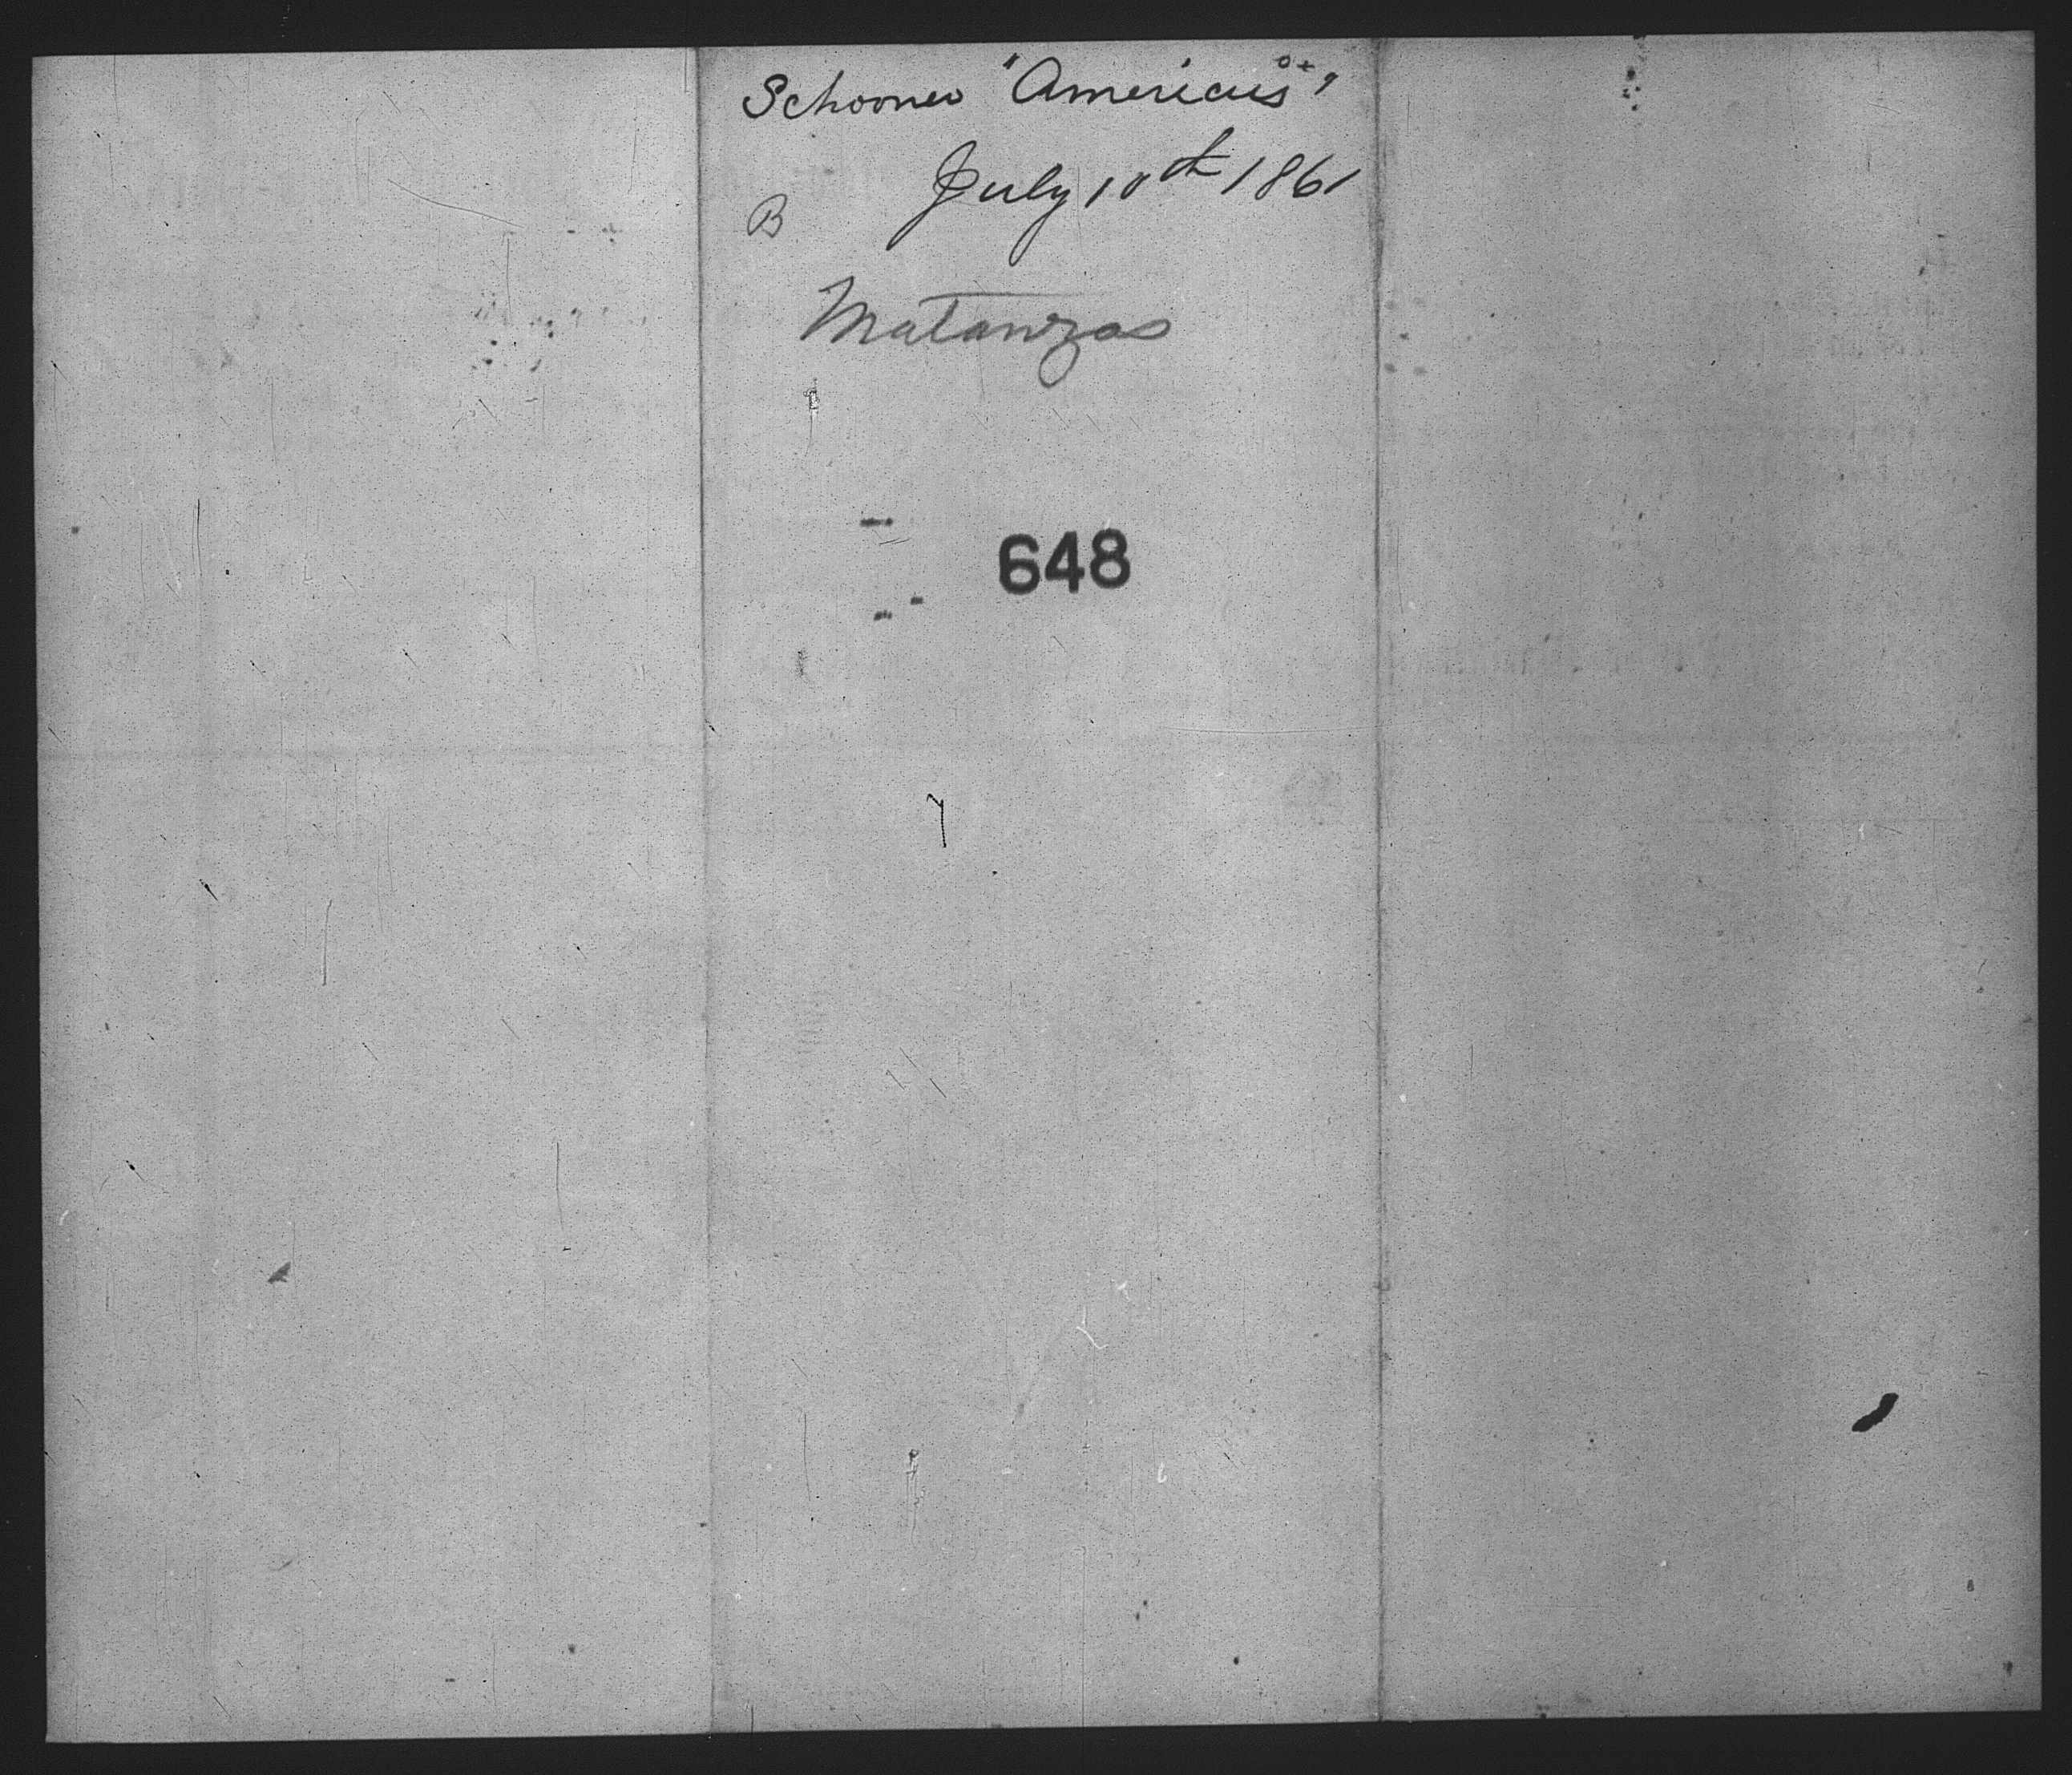 Schooner "Americus"
July 10th 1861
B
Matanzas
648